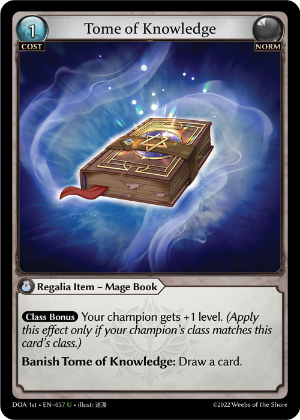 1
Tome of Knowledge
COST
NORM
Regalia Item – Mage Book
Class Bonus Your champion gets +1 level. (Apply
this effect only if your champion's class matches this
card's class.)
Banish Tome of Knowledge: Draw a card.
DOA 1st • EN-057 U • illust:
©2022 Weebs of the Shore